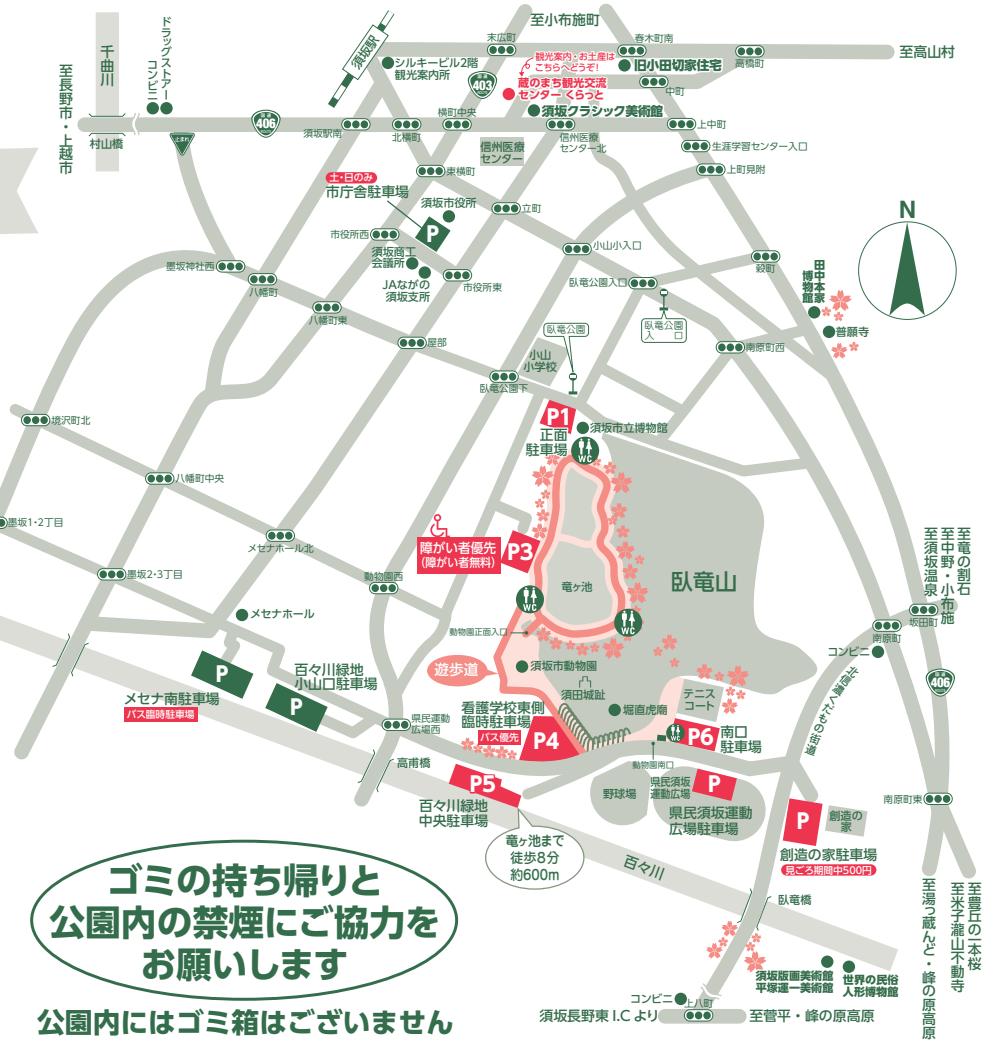 至小布施町
ドラッグストアー
コンビニ
千曲川
至長野市・上越市
村山橋
止まれ
406
須坂駅
シルキービル2階
観光案内所
末広町
春木町南
高橋町
至高山村
観光案内・お土産は
こちらへどうぞ!
旧小田切家住宅
403
蔵のまち観光交流
センター くらっと
中町
須坂クラシック美術館
横町中央
須坂駅南
北横町
信州医療
センター
信州医療
センター北
上中町
生涯学習センター入口
上町見附
東横町
土・日のみ
市庁舎駐車場
須坂市役所
P
立町
市役所西
須坂商工
会議所
JAながの
須坂支所
市役所東
小山小入口
穀町
臥竜公園入口
臥竜公園
入口
田中本家
博物館
普願寺
N
墨坂神社西
八幡町
八幡町東
屋部
臥竜公園
小山
小学校
南原町西
臥竜公園下
P1
正面
駐車場
須坂市立博物館
WC
境沢町北
八幡町中央
墨坂1・2丁目
メセナホール北
墨坂2・3丁目
障がい者優先
(障がい者無料)
P3
竜ヶ池
臥竜山
動物園西
WC
WC
動物園正面入口
メセナホール
遊歩道
須坂市動物園
須田城趾
堀直虎廟
テニス
コート
P
メセナ南駐車場
バス臨時駐車場
P
百々川緑地
小山口駐車場
看護学校東側
臨時駐車場
バス優先
P4
県民運動
広場西
高甫橋
WC
P6
南口
駐車場
動物園南口
P5
百々川緑地
中央駐車場
野球場
県民須坂
運動広場
P
県民須坂運動
広場駐車場
竜ヶ池まで
徒歩8分
約600m
百々川
P
創造の
家
創造の家駐車場
見ごろ期間中500円
臥竜橋
北信濃くだもの街道
コンビニ
南原町
坂田町
至竜の割石
至中野・小布施
至須坂温泉
406
南原町東
至湯っ蔵んど・峰の原高原
至米子瀧山不動寺
至豊丘の一本桜
須坂版画美術館
平塚運一美術館
世界の民俗
人形博物館
コンビニ
上八町
須坂長野東I.Cより
至菅平・峰の原高原
ゴミの持ち帰りと
公園内の禁煙にご協力を
お願いします
公園内にはゴミ箱はございません